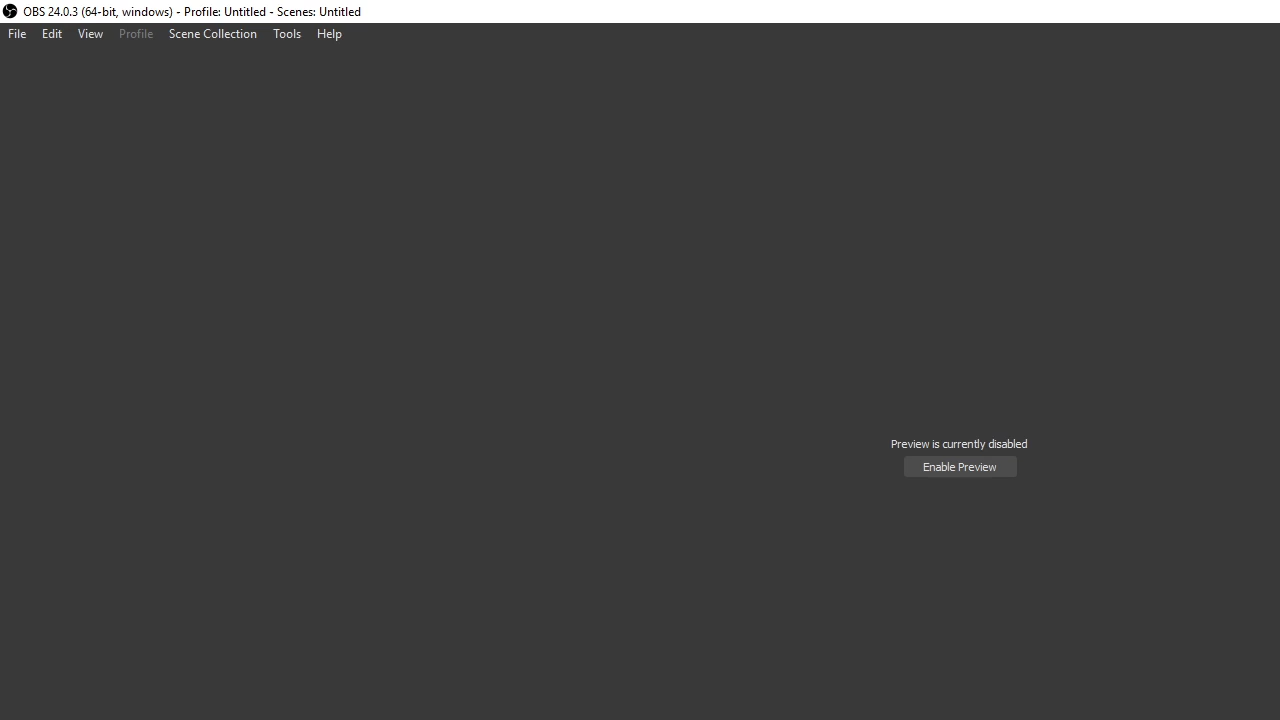 OBS 24.0.3 (64-bit, windows) - Profile: Untitled - Scenes: Untitled
File Edit View Profile Scene Collection Tools Help
Preview is currently disabled
Enable Preview